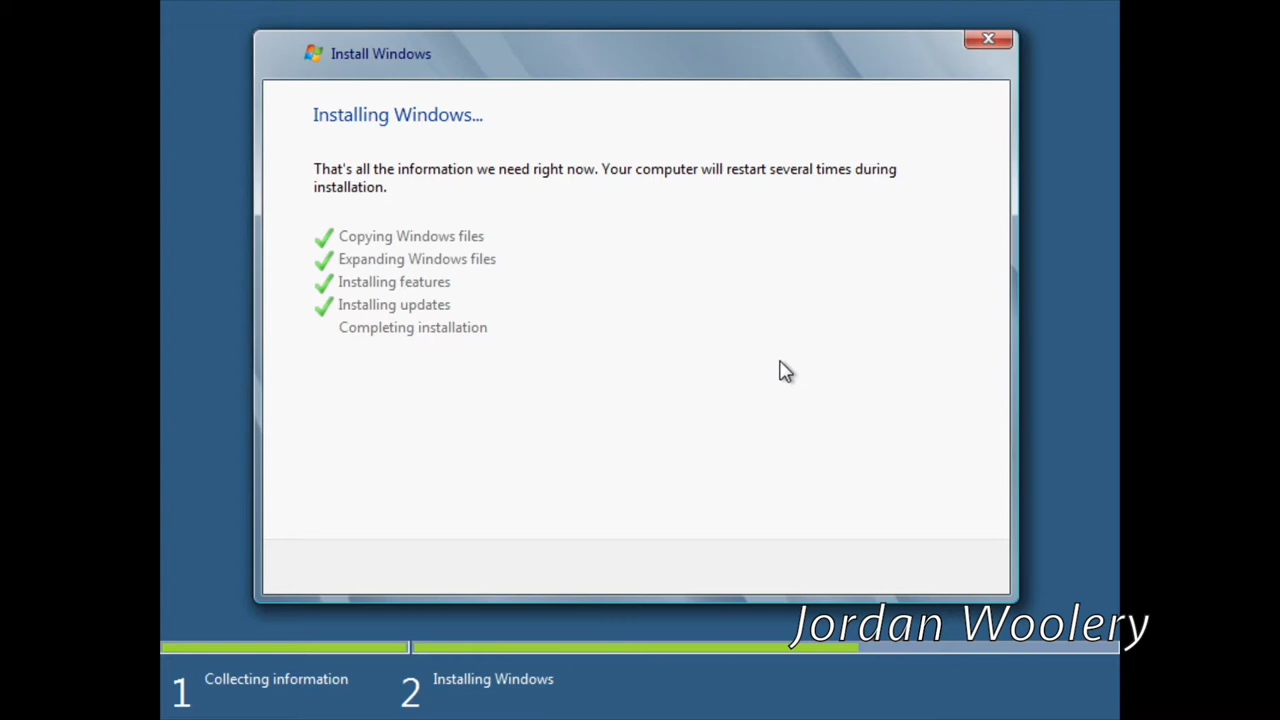 Install Windows
Installing Windows...
That's all the information we need right now. Your computer will restart several times during
installation.
Copying Windows files
Expanding Windows files
Installing features
Installing updates
Completing installation
Jordan Woolery
1 Collecting information
2 Installing Windows